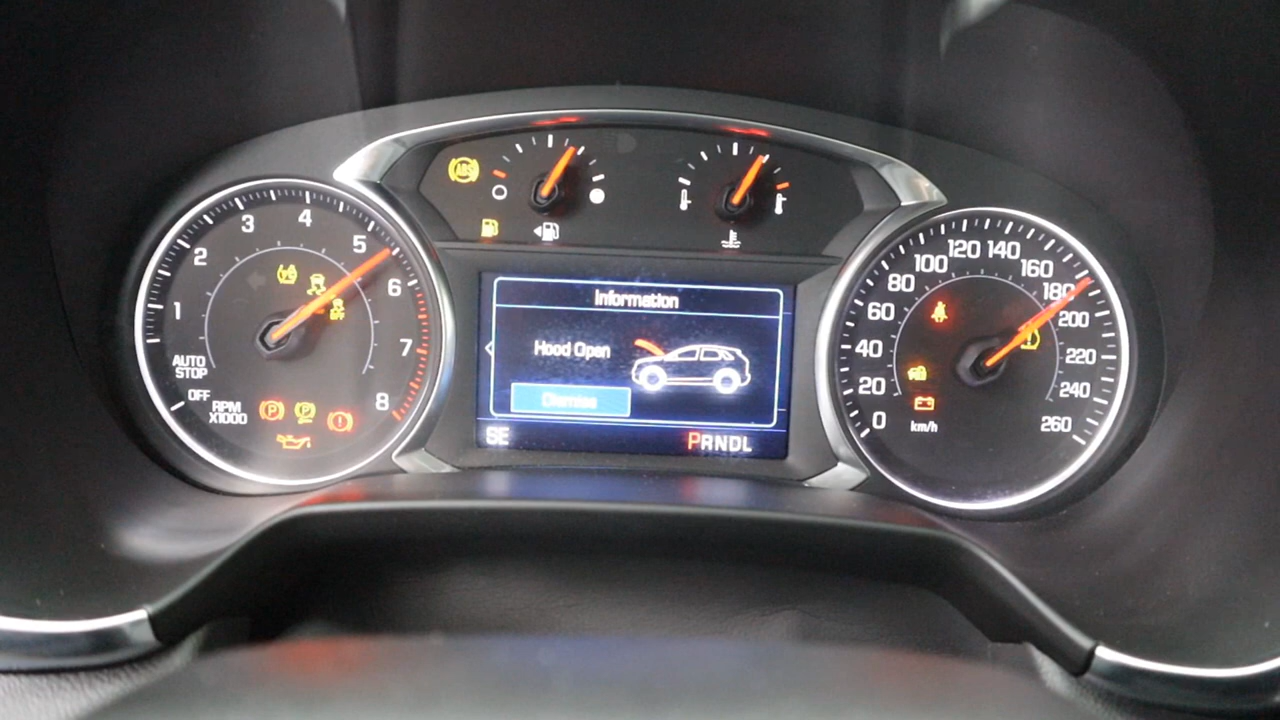 ABS
1
2
3
4
5
6
7
8
AUTO
STOP
OFF
RPM
X1000
P
P
Information
Hood Open
Dismiss
SE
PRNDL
0
20
40
60
80
100
120
140
160
180
200
220
240
260
km/h